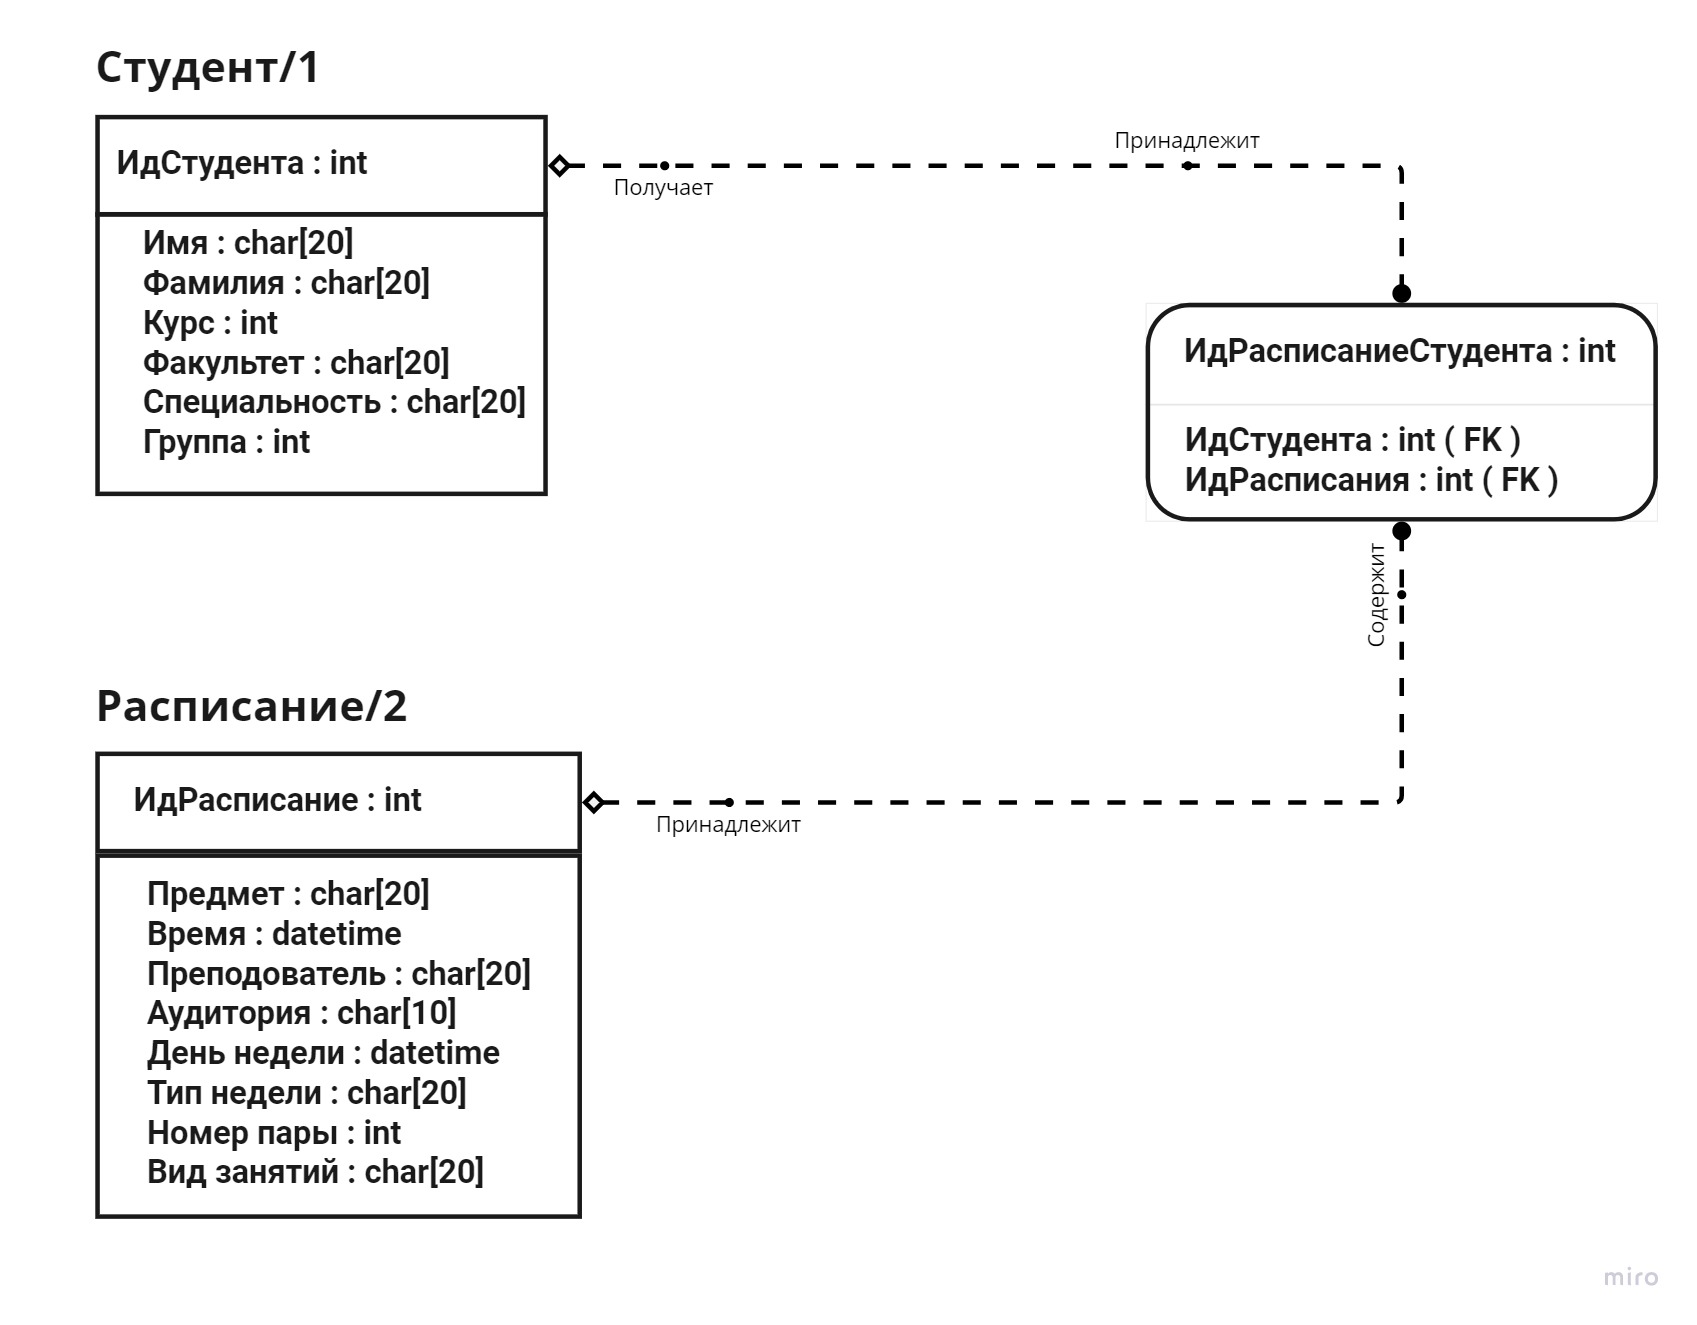 Студент/1
ИдСтудента : int
Имя : char[20]
Фамилия : char[20]
Курс : int
Факультет : char[20]
Специальность : char[20]
Группа : int
Получает
Принадлежит
ИдРасписаниеСтудента : int
ИдСтудента : int ( FK )
ИдРасписания : int ( FK )
Содержит
Расписание/2
ИдРасписание : int
Принадлежит
Предмет : char[20]
Время : datetime
Преподователь : char[20]
Аудитория : char[10]
День недели : datetime
Тип недели : char[20]
Номер пары : int
Вид занятий : char[20]
miro